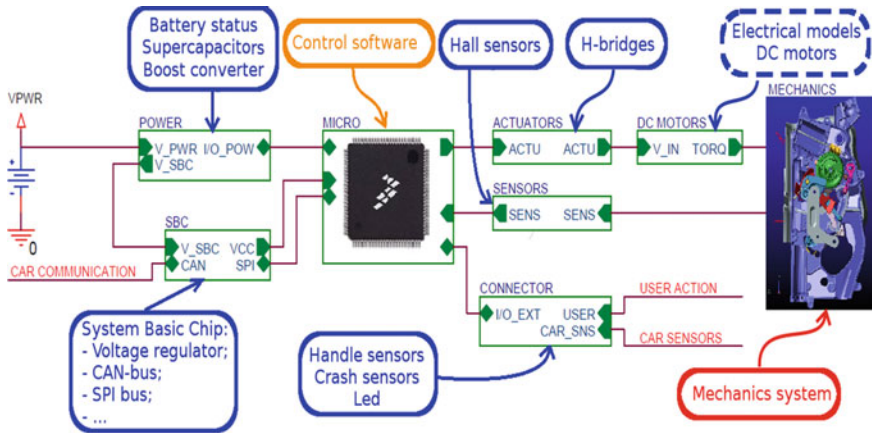 Battery status
Supercapacitors
Boost converter
Control software
Hall sensors
H-bridges
Electrical models
DC motors
VPWR
POWER
V_PWR I/O_POW
V_SBC
MICRO
ACTUATORS
ACTU ACTU
DC MOTORS
V_IN TORQ
MECHANICS
SENSORS
SENS SENS
0
SBC
V_SBC VCC
CAN SPI
CAR COMMUNICATION
CONNECTOR
I/O_EXT USER
CAR_SNS
USER ACTION
CAR SENSORS
System Basic Chip:
- Voltage regulator;
- CAN-bus;
- SPI bus;
- ...
Handle sensors
Crash sensors
Led
Mechanics system